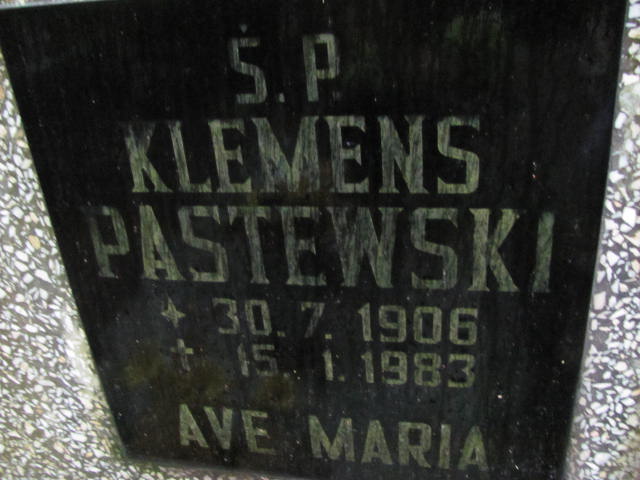 Ś. P.
KLEMENS
PASTEWSKI
* 30. 7. 1906
✝ 15. 1. 1983
AVE MARIA